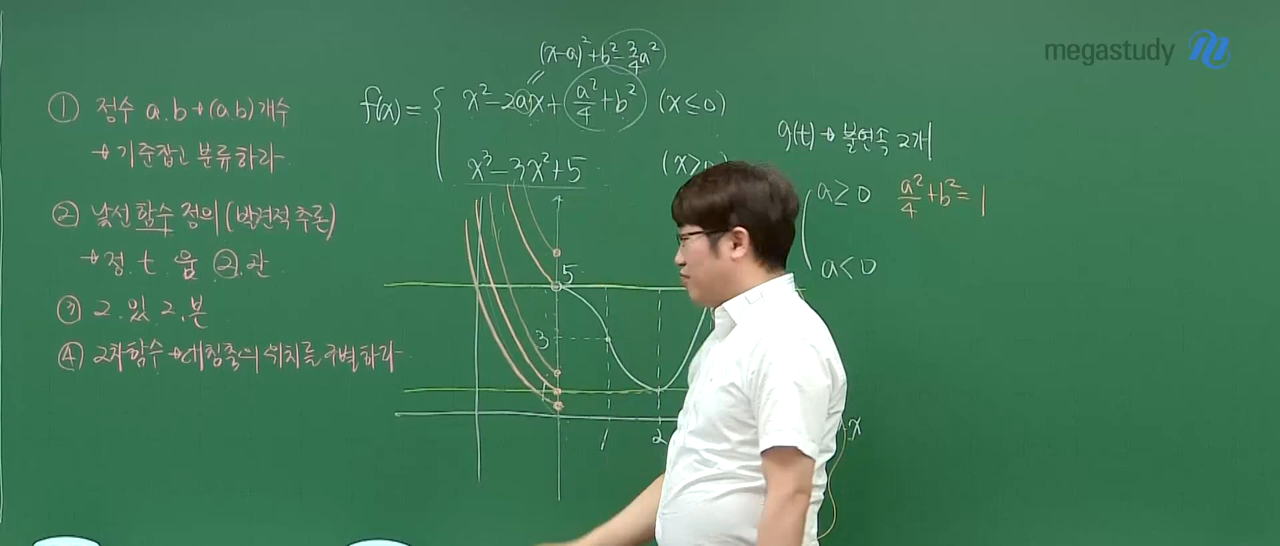 megastudy
① 정수 a.b → (a.b) 개수
→ 기준잡고 분류하라
② 낯선 함수 정의 (발견적 추론)
→ 정. t. 움 ②.관
③ 2. 있 2. 본
④ 2차함수 → 대칭축의 위치를 구별하라
(x-a)²+b²-3/4a²
f(x)= { x²-2ax+(a²/4+b²) (x≤0)
x³-3x²+5 (x>0)
5
3
1
1 2 x
g(t) → 불연속 2개
a≥0 a²/4+b²=1
a<0